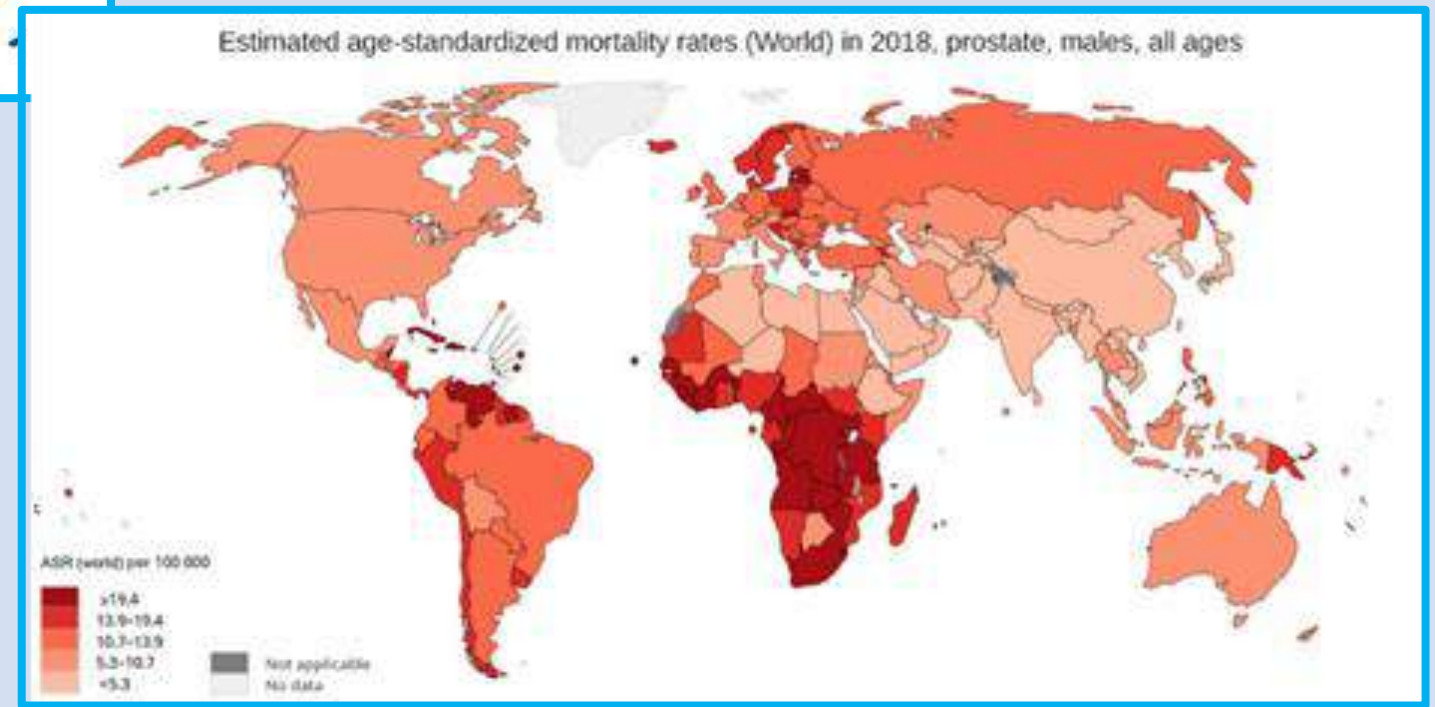 Estimated age-standardized mortality rates (World) in 2018, prostate, males, all ages
ASR (world) per 100 000
≥19.4
13.9–19.4
10.7–13.9
5.3–10.7
<5.3
Not applicable
No data